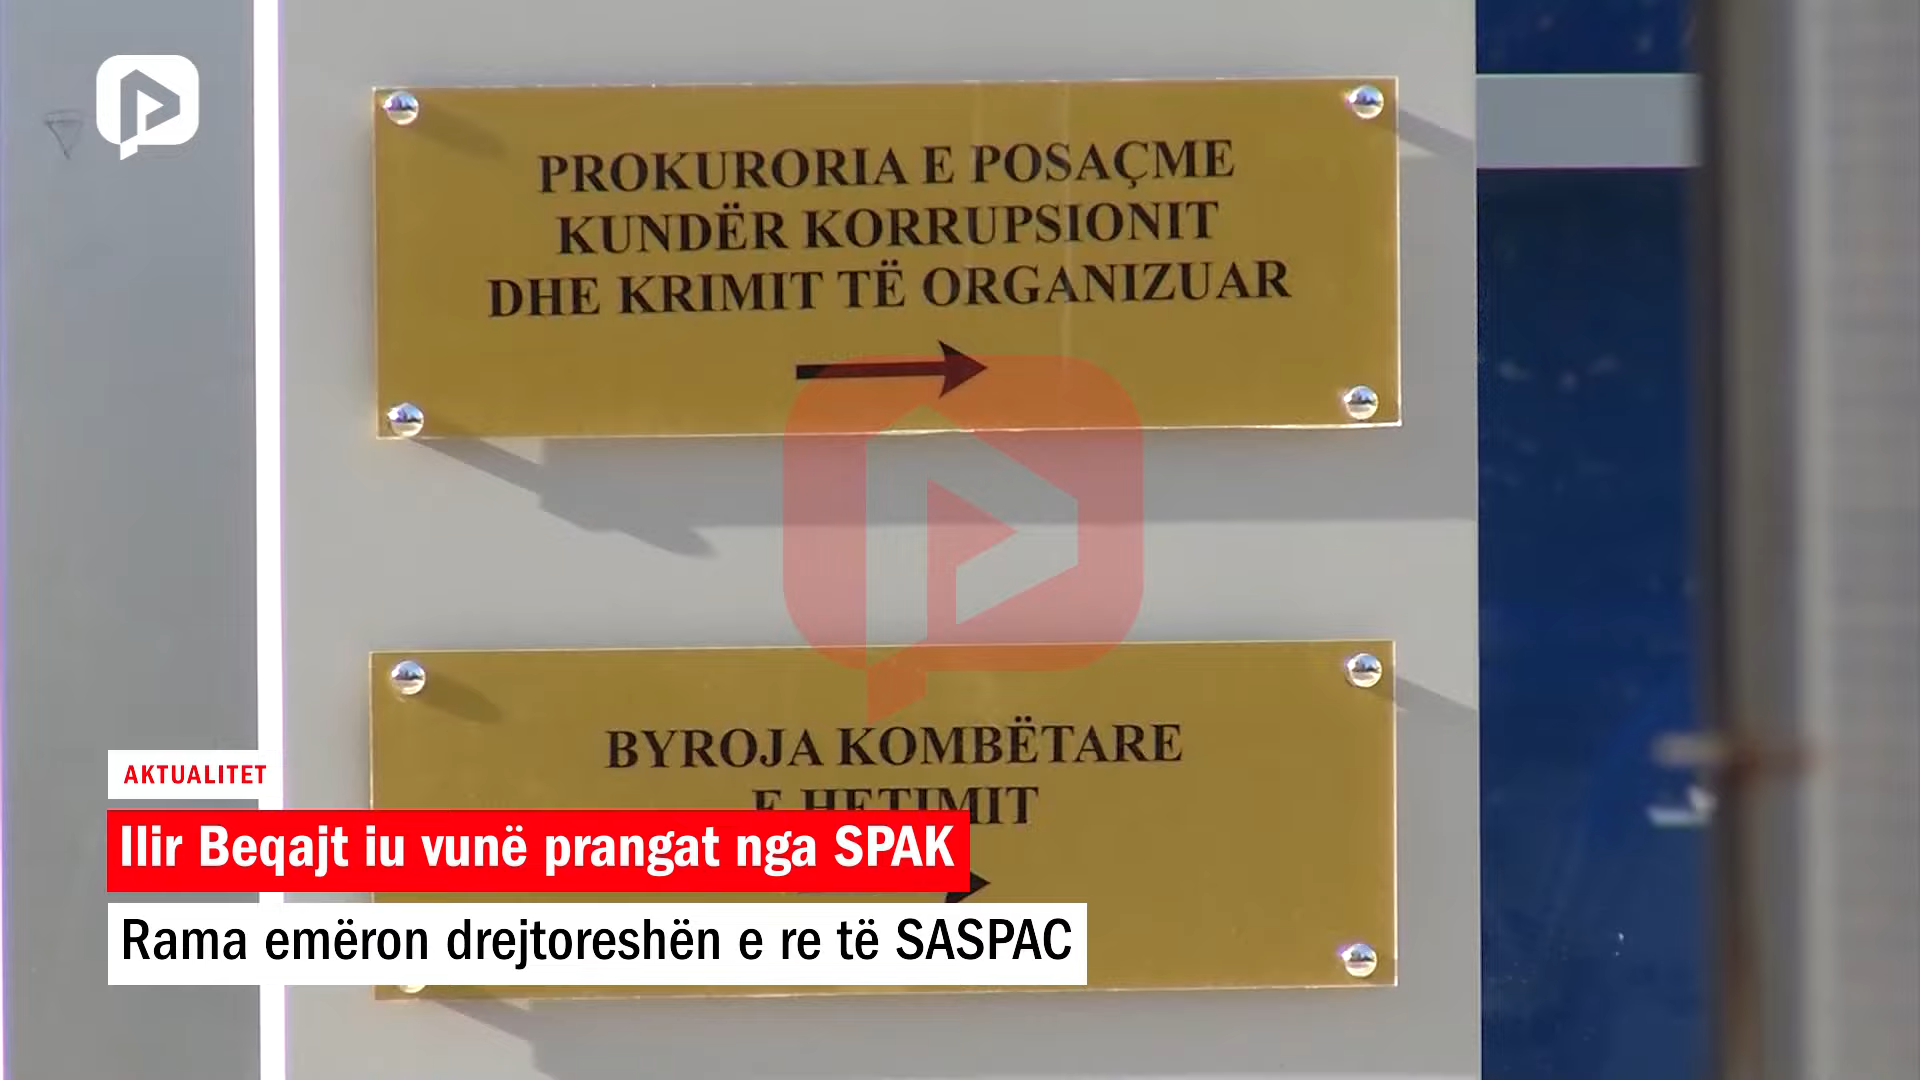 PROKURORIA E POSAÇME
KUNDËR KORRUPSIONIT
DHE KRIMIT TË ORGANIZUAR
BYROJA KOMBËTARE
E HETIMIT
AKTUALITET
Ilir Beqajt iu vunë prangat nga SPAK
Rama emëron drejtoreshën e re të SASPAC